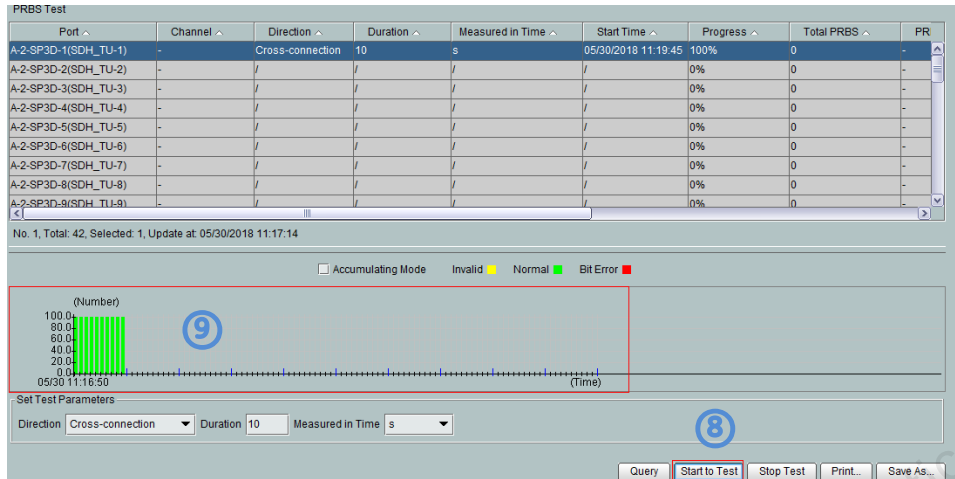 PRBS Test
Port Channel Direction Duration Measured in Time Start Time Progress Total PRBS PR
A-2-SP3D-1(SDH_TU-1) - Cross-connection 10 s 05/30/2018 11:19:45 100% 0 -
A-2-SP3D-2(SDH_TU-2) - / / / / 0% 0 -
A-2-SP3D-3(SDH_TU-3) - / / / / 0% 0 -
A-2-SP3D-4(SDH_TU-4) - / / / / 0% 0 -
A-2-SP3D-5(SDH_TU-5) - / / / / 0% 0 -
A-2-SP3D-6(SDH_TU-6) - / / / / 0% 0 -
A-2-SP3D-7(SDH_TU-7) - / / / / 0% 0 -
A-2-SP3D-8(SDH_TU-8) - / / / / 0% 0 -
A-2-SP3D-9(SDH_TU-9) - / / / / 0% 0 -
No. 1, Total: 42, Selected: 1, Update at: 05/30/2018 11:17:14
Accumulating Mode Invalid Normal Bit Error
(Number)
100.0
80.0
60.0
40.0
20.0
0.0
⑨
05/30 11:16:50 (Time)
Set Test Parameters
Direction Cross-connection Duration 10 Measured in Time s
⑧
Query Start to Test Stop Test Print... Save As...